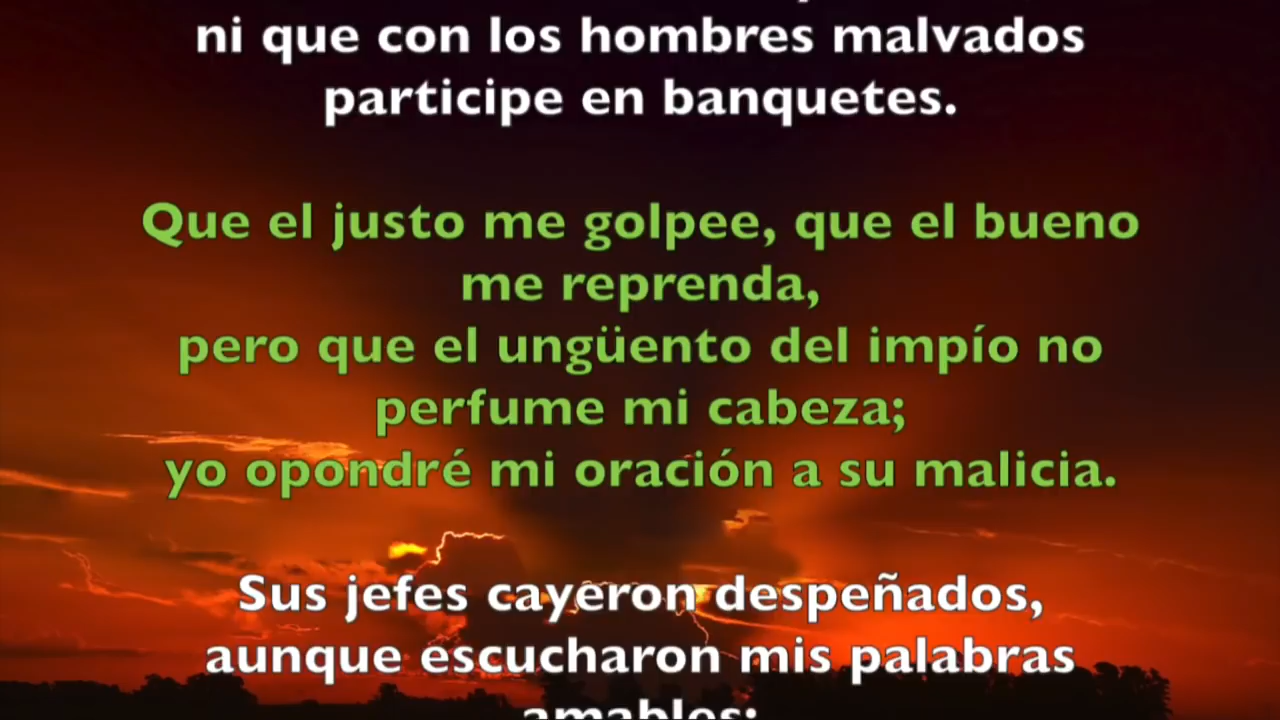 ni que con los hombres malvados
participe en banquetes.
Que el justo me golpee, que el bueno
me reprenda,
pero que el ungüento del impío no
perfume mi cabeza;
yo opondré mi oración a su malicia.
Sus jefes cayeron despeñados,
aunque escucharon mis palabras
amables;